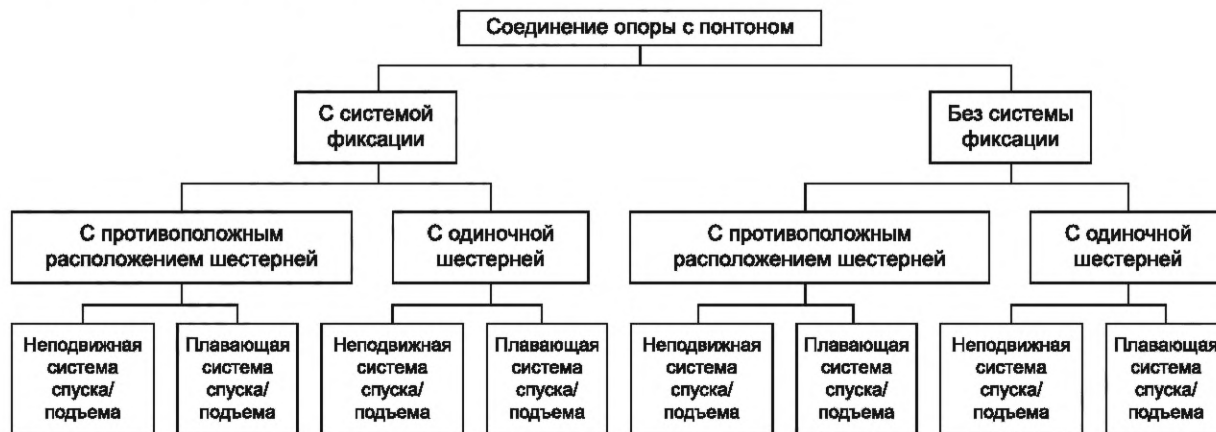 Соединение опоры с понтоном
С системой
фиксации
Без системы
фиксации
С противоположным
расположением шестерней
С одиночной
шестерней
С противоположным
расположением шестерней
С одиночной
шестерней
Неподвижная
система
спуска/
подъема
Плавающая
система
спуска/
подъема
Неподвижная
система
спуска/
подъема
Плавающая
система
спуска/
подъема
Неподвижная
система
спуска/
подъема
Плавающая
система
спуска/
подъема
Неподвижная
система
спуска/
подъема
Плавающая
система
спуска/
подъема